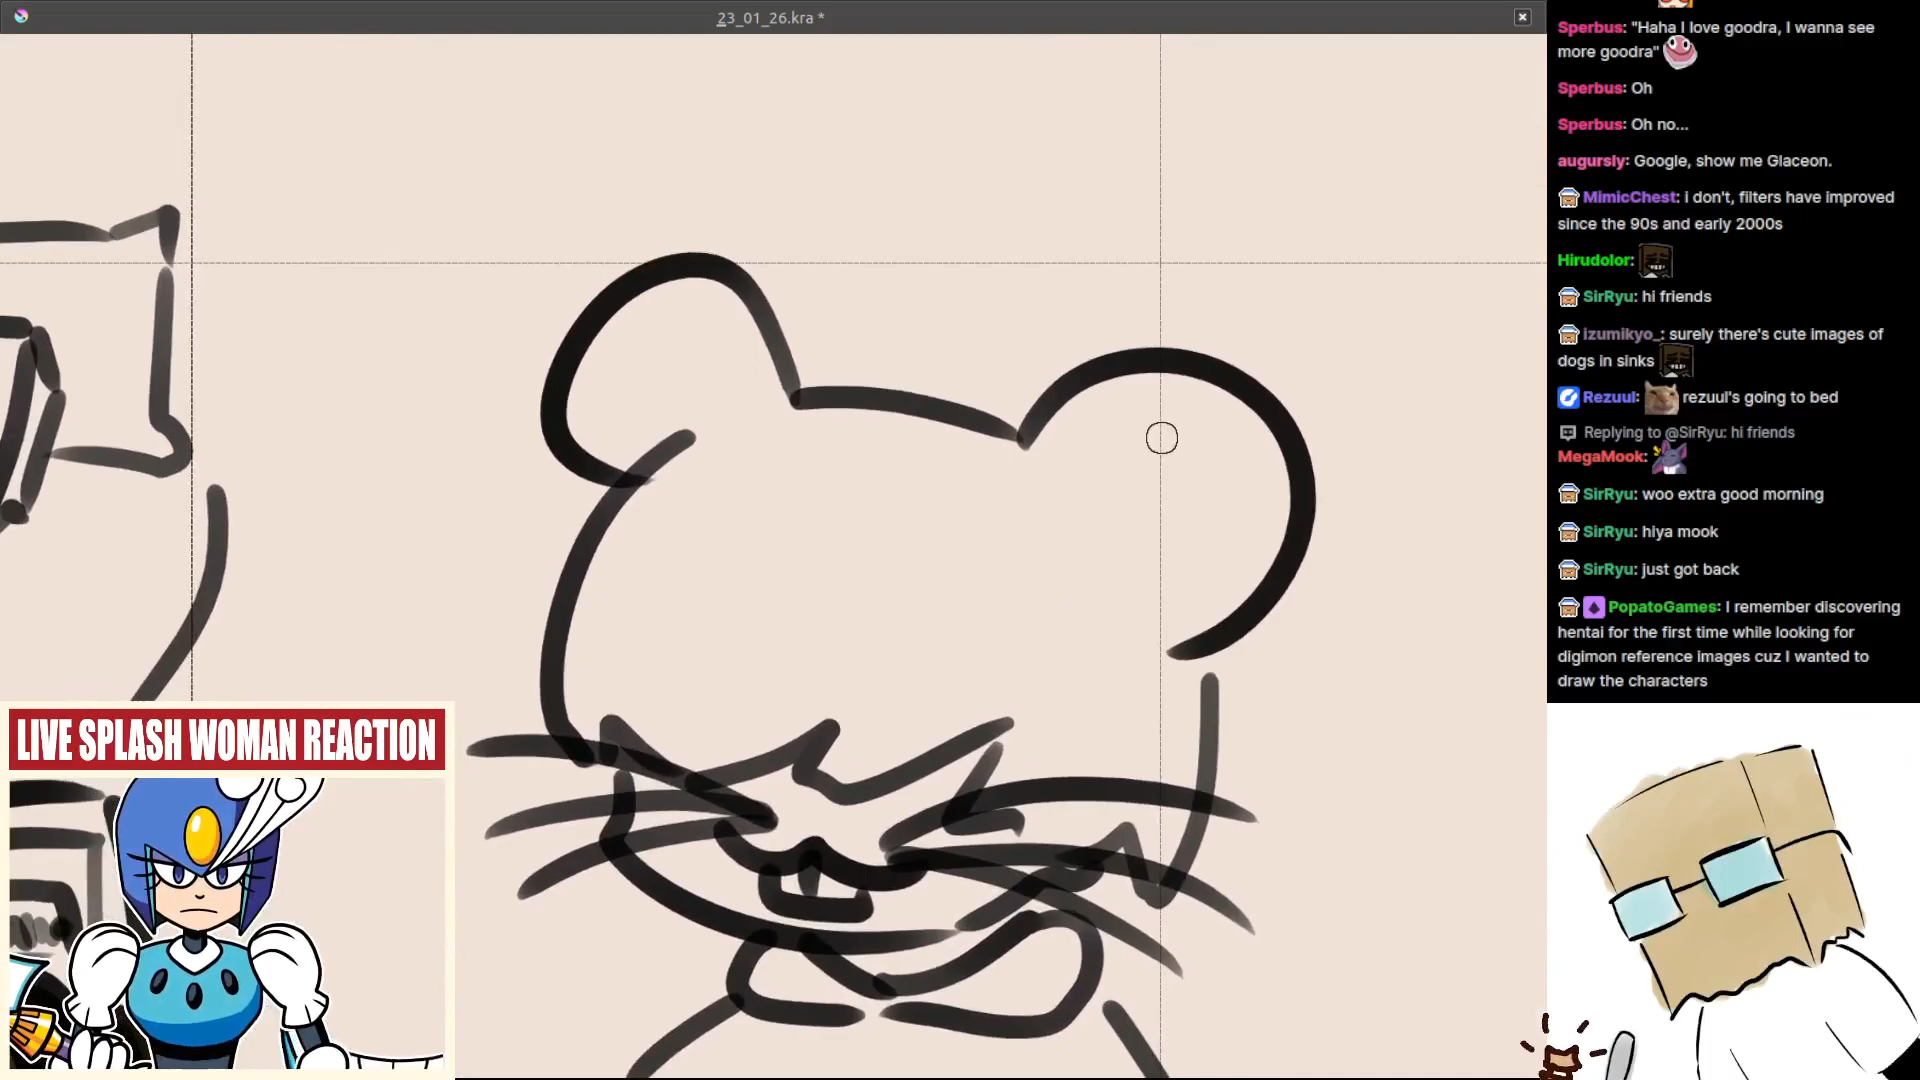 23_01_26.kra *
Sperbus: "Haha I love goodra, I wanna see
more goodra"
Sperbus: Oh
Sperbus: Oh no...
augursly: Google, show me Glaceon.
MimicChest: i don't, filters have improved
since the 90s and early 2000s
Hirudolor:
SirRyu: hi friends
izumikyo_: surely there's cute images of
dogs in sinks
Rezuul: rezuul's going to bed
Replying to @SirRyu: hi friends
MegaMook:
SirRyu: woo extra good morning
SirRyu: hiya mook
SirRyu: just got back
PopatoGames: I remember discovering
hentai for the first time while looking for
digimon reference images cuz I wanted to
draw the characters
LIVE SPLASH WOMAN REACTION